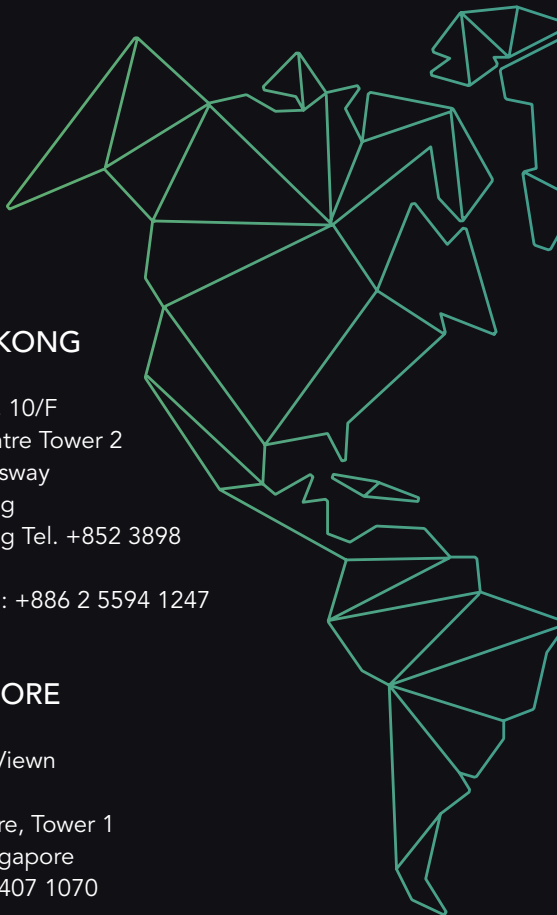 KONG
10/F
ntre Tower 2
sway
g
g Tel. +852 3898
: +886 2 5594 1247
ORE
Viewn
re, Tower 1
gapore
407 1070